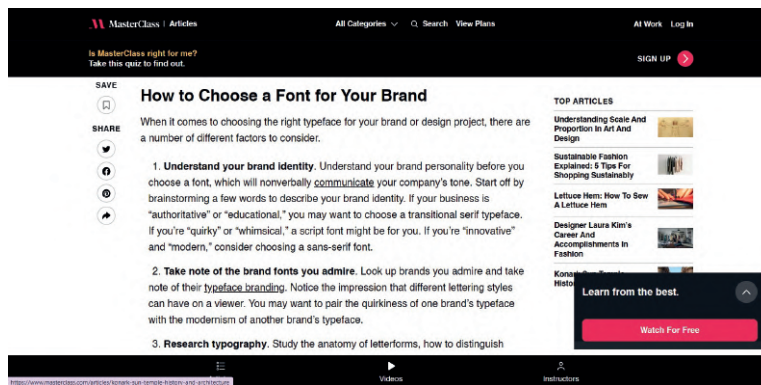 MasterClass | Articles
All Categories
Search
View Plans
At Work
Log In
Is MasterClass right for me?
Take this quiz to find out.
SIGN UP
SAVE
SHARE
How to Choose a Font for Your Brand
When it comes to choosing the right typeface for your brand or design project, there are
a number of different factors to consider.
1. Understand your brand identity. Understand your brand personality before you
choose a font, which will nonverbally communicate your company's tone. Start off by
brainstorming a few words to describe your brand identity. If your business is
"authoritative" or "educational," you may want to choose a transitional serif typeface.
If you're "quirky" or "whimsical," a script font might be for you. If you're "innovative"
and "modern," consider choosing a sans-serif font.
2. Take note of the brand fonts you admire. Look up brands you admire and take
note of their typeface branding. Notice the impression that different lettering styles
can have on a viewer. You may want to pair the quirkiness of one brand's typeface
with the modernism of another brand's typeface.
3. Research typography. Study the anatomy of letterforms, how to distinguish
TOP ARTICLES
Understanding Scale And
Proportion In Art And
Design
Sustainable Fashion
Explained: 5 Tips For
Shopping Sustainably
Lettuce Hem: How To Sew
A Lettuce Hem
Designer Laura Kim's
Career And
Accomplishments In
Fashion
Learn from the best.
Watch For Free
Videos
Instructors
https://www.masterclass.com/articles/konark-sun-temple-history-and-architecture